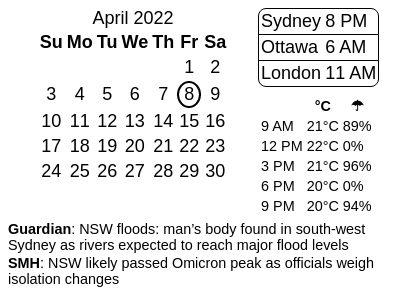 April 2022
Su Mo Tu We Th Fr Sa
1 2
3 4 5 6 7 8 9
10 11 12 13 14 15 16
17 18 19 20 21 22 23
24 25 26 27 28 29 30
Sydney 8 PM
Ottawa 6 AM
London 11 AM
°C ☂
9 AM 21°C 89%
12 PM 22°C 0%
3 PM 21°C 96%
6 PM 20°C 0%
9 PM 20°C 94%
Guardian: NSW floods: man’s body found in south-west
Sydney as rivers expected to reach major flood levels
SMH: NSW likely passed Omicron peak as officials weigh
isolation changes